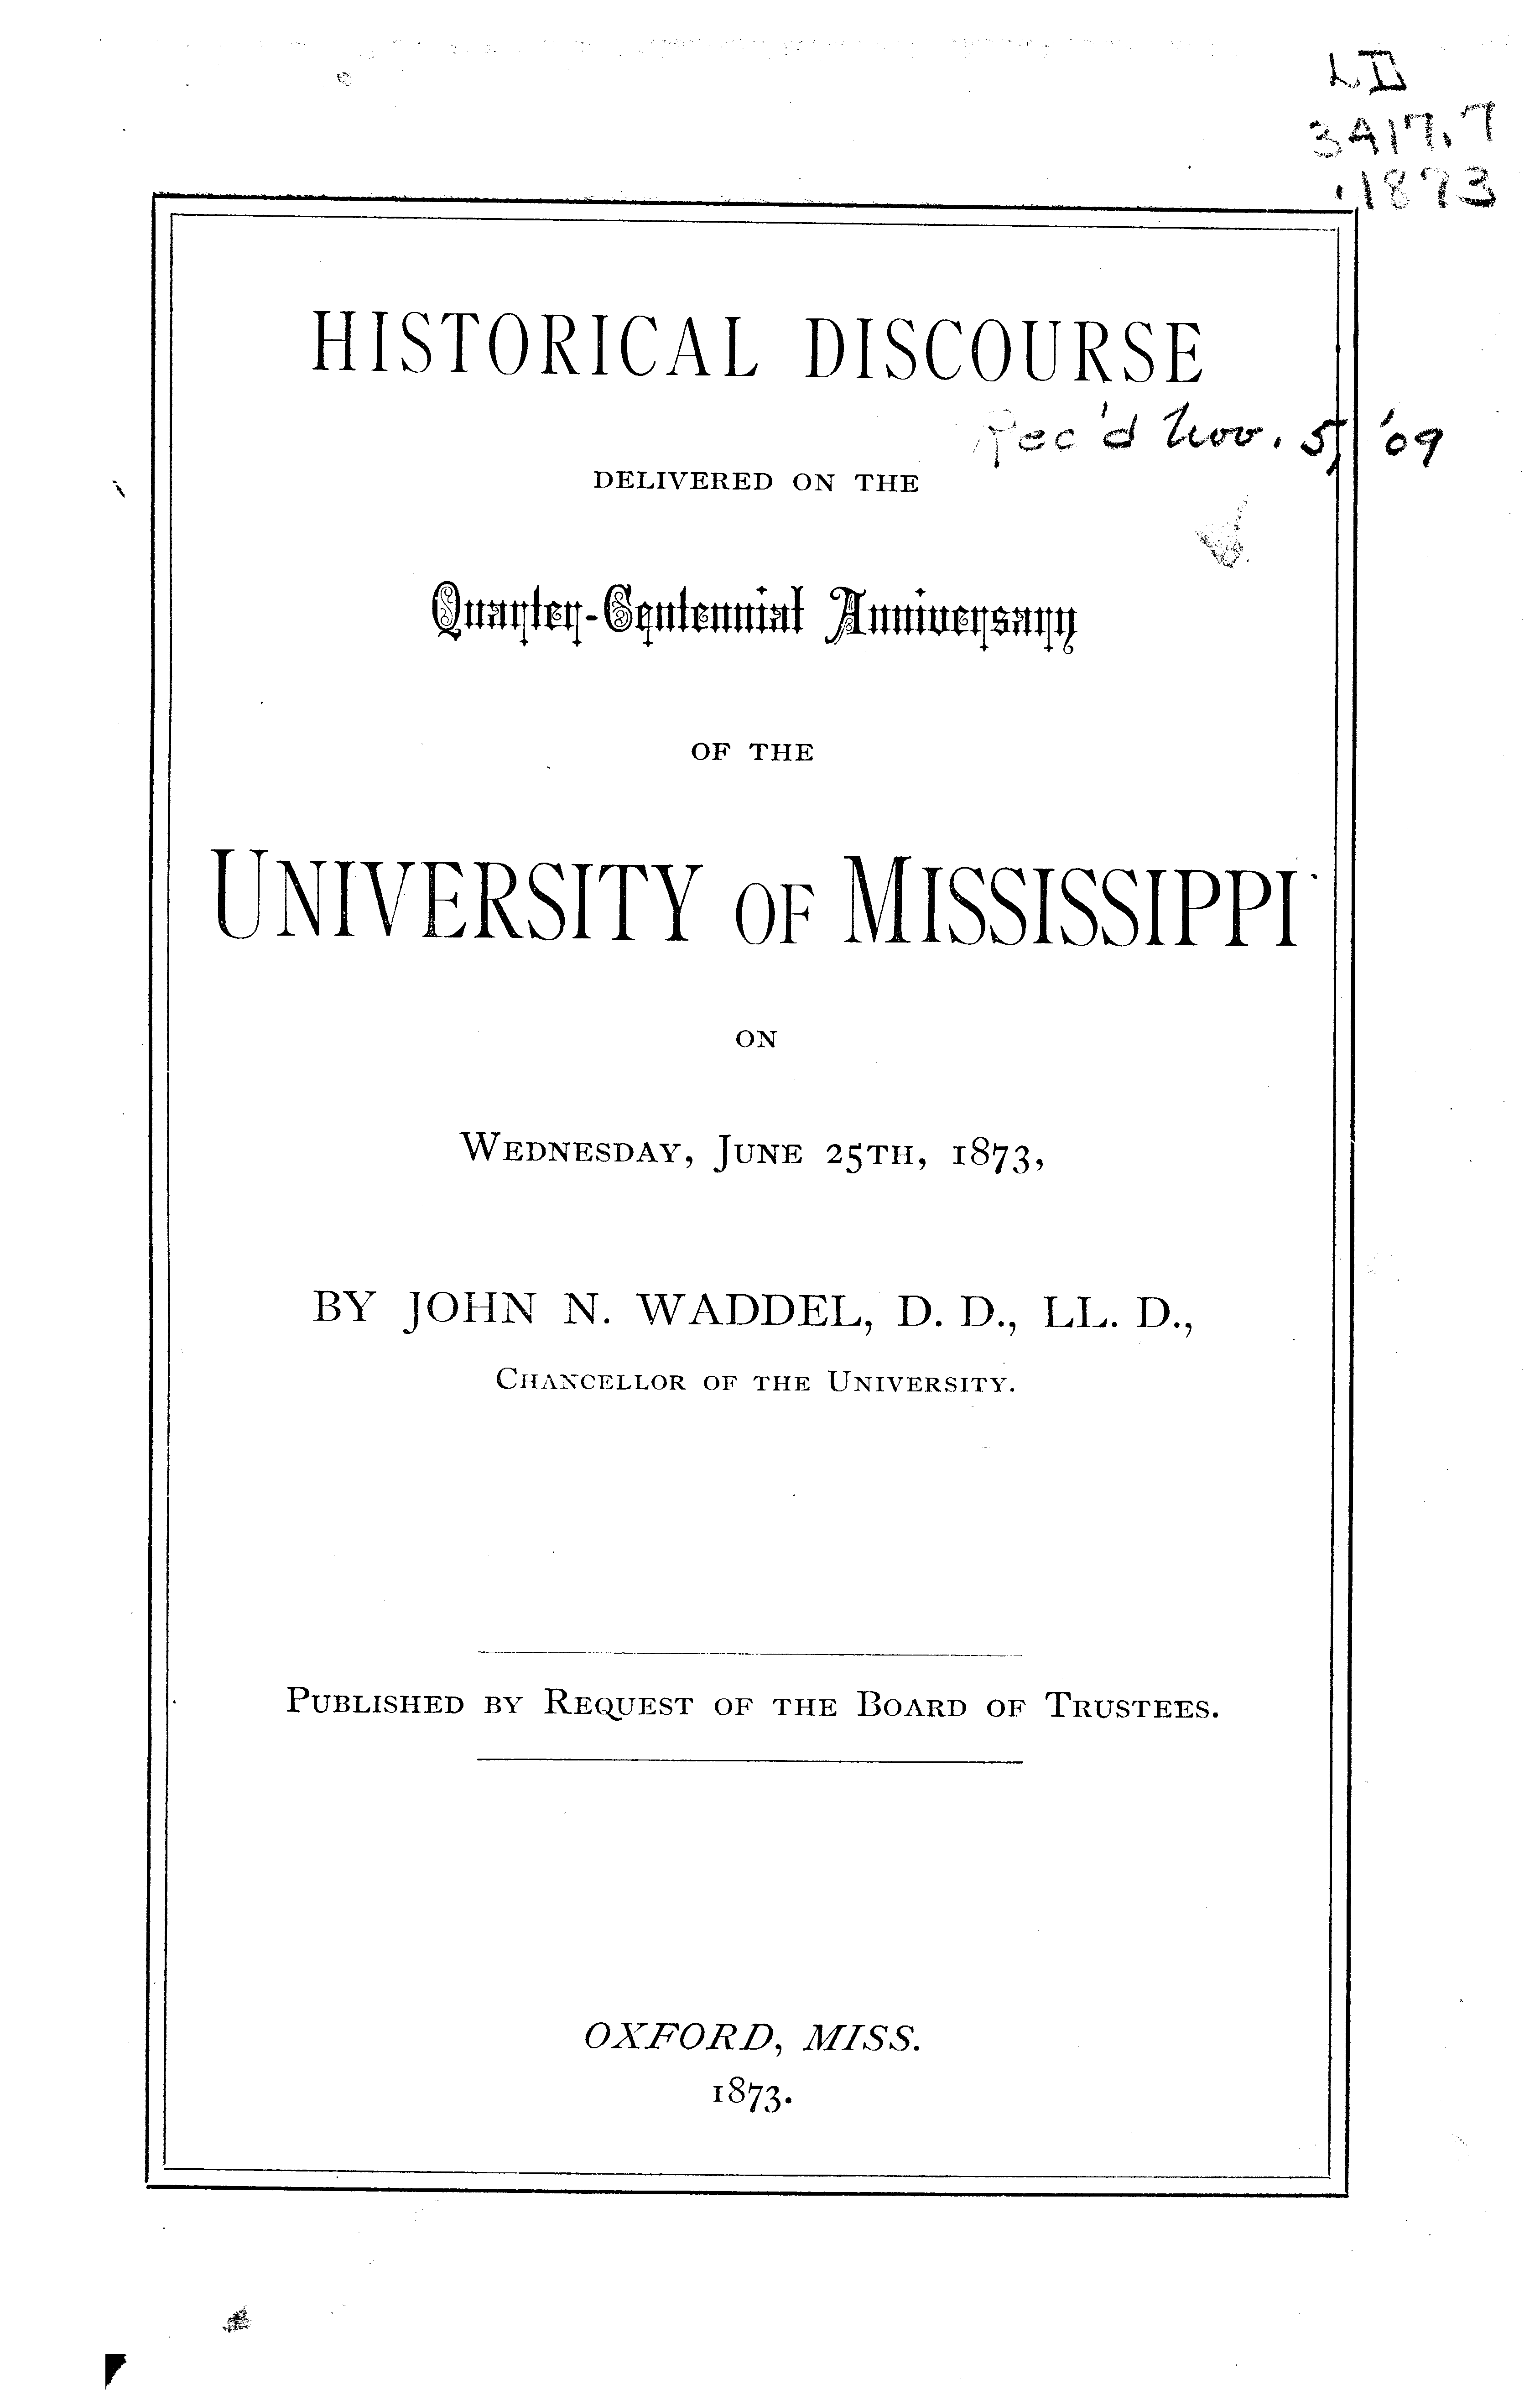 LD
3417.7
.1873
HISTORICAL DISCOURSE
Rec'd Nov. 5, '09
DELIVERED ON THE
Quarter-Centennial Anniversary
OF THE
UNIVERSITY OF MISSISSIPPI
ON
WEDNESDAY, JUNE 25TH, 1873,
BY JOHN N. WADDEL, D. D., LL. D.,
CHANCELLOR OF THE UNIVERSITY.
PUBLISHED BY REQUEST OF THE BOARD OF TRUSTEES.
OXFORD, MISS.
1873.